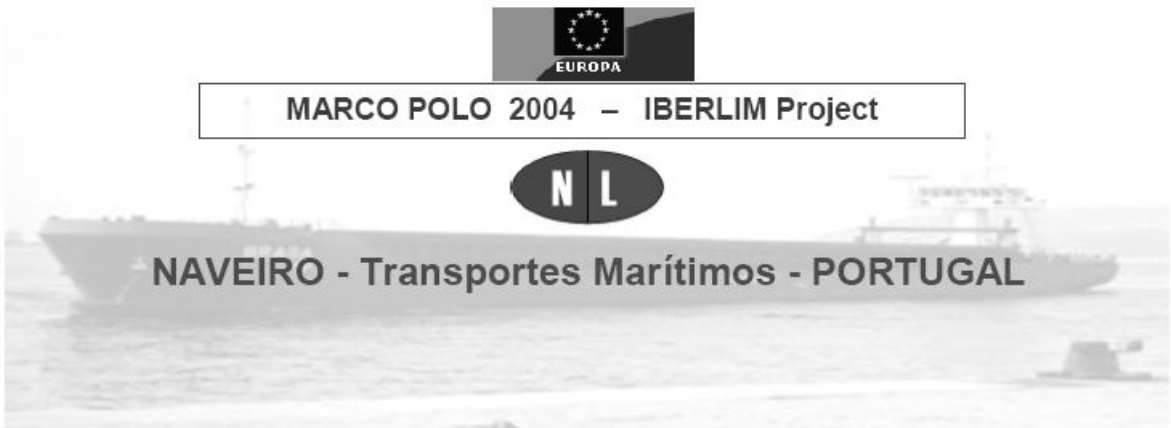 EUROPA
MARCO POLO 2004 – IBERLIM Project
N L
NAVEIRO - Transportes Marítimos - PORTUGAL